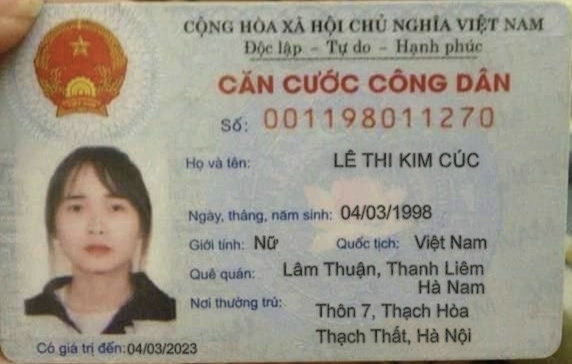 CỘNG HÒA XÃ HỘI CHỦ NGHĨA VIỆT NAM
Độc lập - Tự do - Hạnh phúc
CĂN CƯỚC CÔNG DÂN
Số: 001198011270
Họ và tên: LÊ THI KIM CÚC
Ngày, tháng, năm sinh: 04/03/1998
Giới tính: Nữ Quốc tịch: Việt Nam
Quê quán: Lâm Thuận, Thanh Liêm
Hà Nam
Nơi thường trú: Thôn 7, Thạch Hòa
Thạch Thất, Hà Nội
Có giá trị đến: 04/03/2023